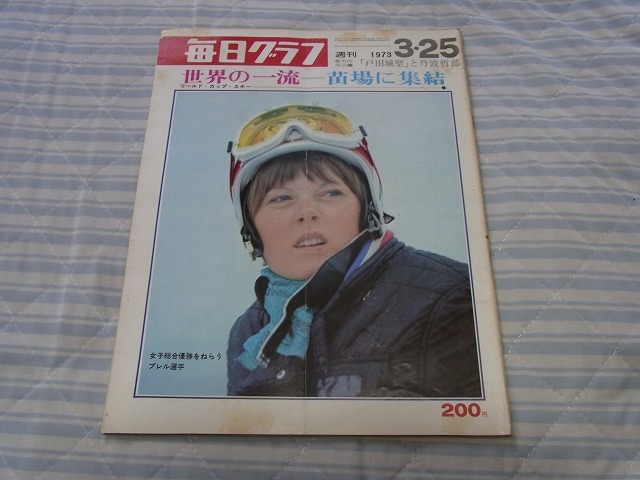 毎日グラフ
週刊 1973 3・25
「戸田城聖」と丹波哲郎
世界の一流―苗場に集結
ワールド・カップ・スキー
女子総合優勝をねらう
プレル選手
200円